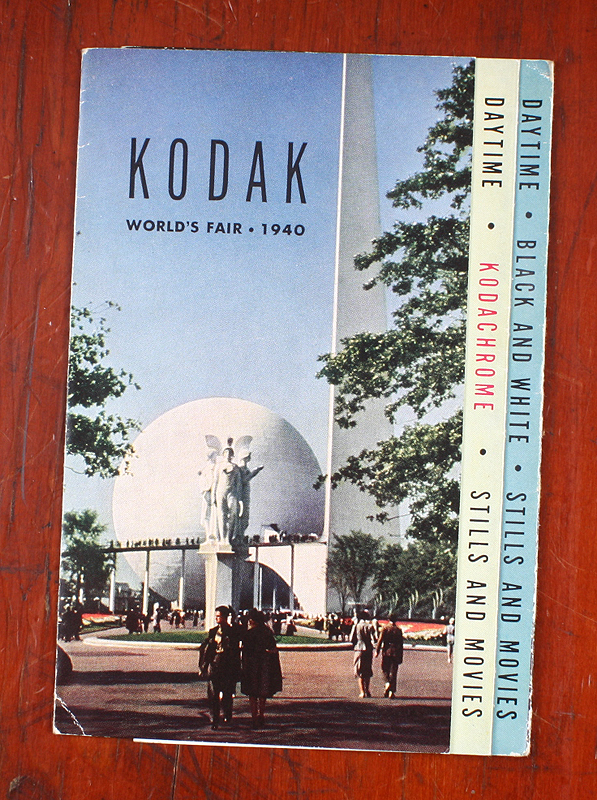 KODAK
WORLD'S FAIR • 1940
DAYTIME • KODACHROME • STILLS AND MOVIES
DAYTIME • BLACK AND WHITE • STILLS AND MOVIES